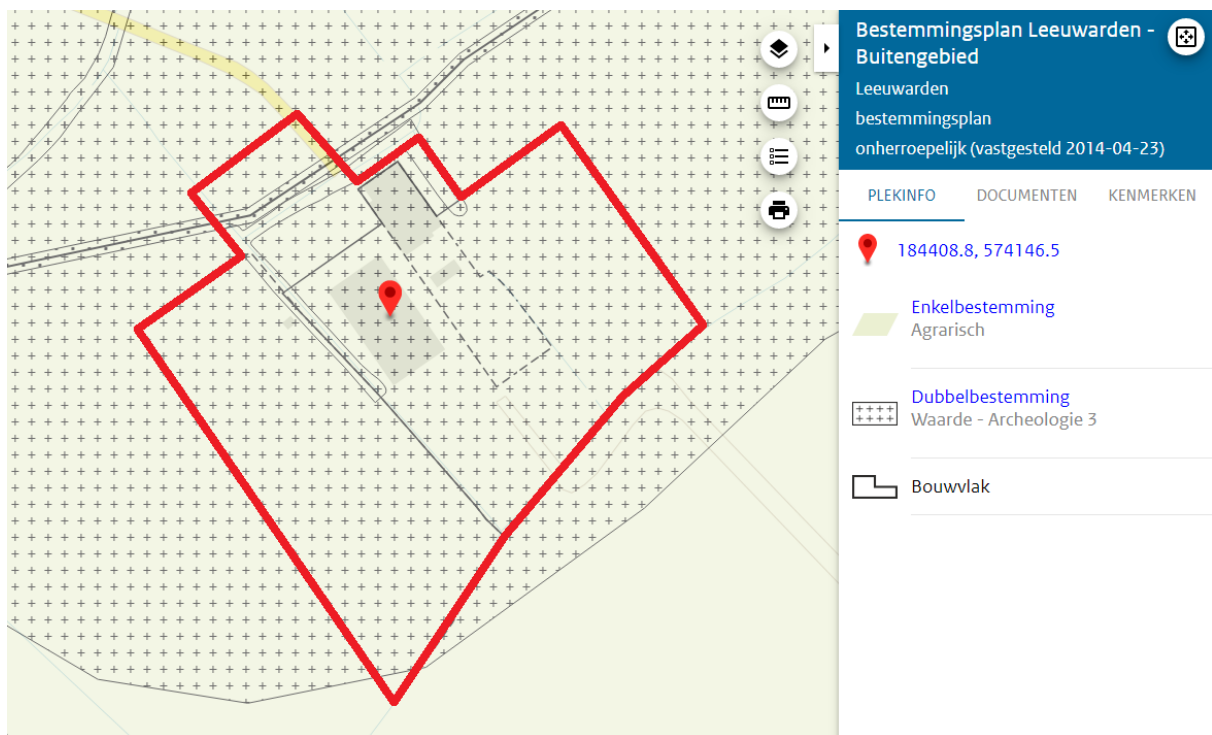 Bestemmingsplan Leeuwarden -
Buitengebied
Leeuwarden
bestemmingsplan
onherroepelijk (vastgesteld 2014-04-23)
PLEKINFO DOCUMENTEN KENMERKEN
184408.8, 574146.5
Enkelbestemming
Agrarisch
Dubbelbestemming
Waarde - Archeologie 3
Bouwvlak